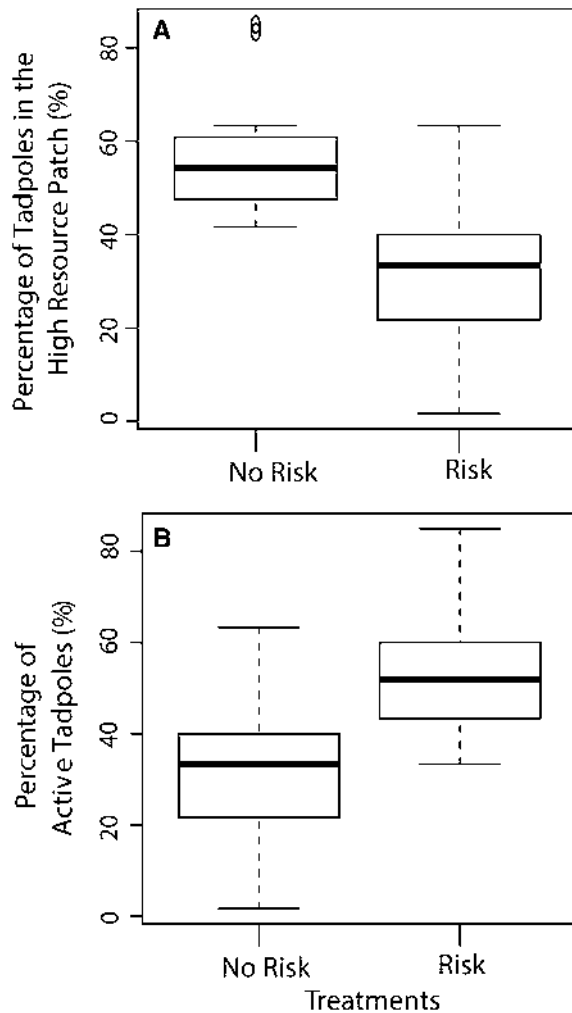 A
Percentage of Tadpoles in the
High Resource Patch (%)
80
60
40
20
0
No Risk
Risk
B
Percentage of
Active Tadpoles (%)
80
60
40
20
0
No Risk
Risk
Treatments